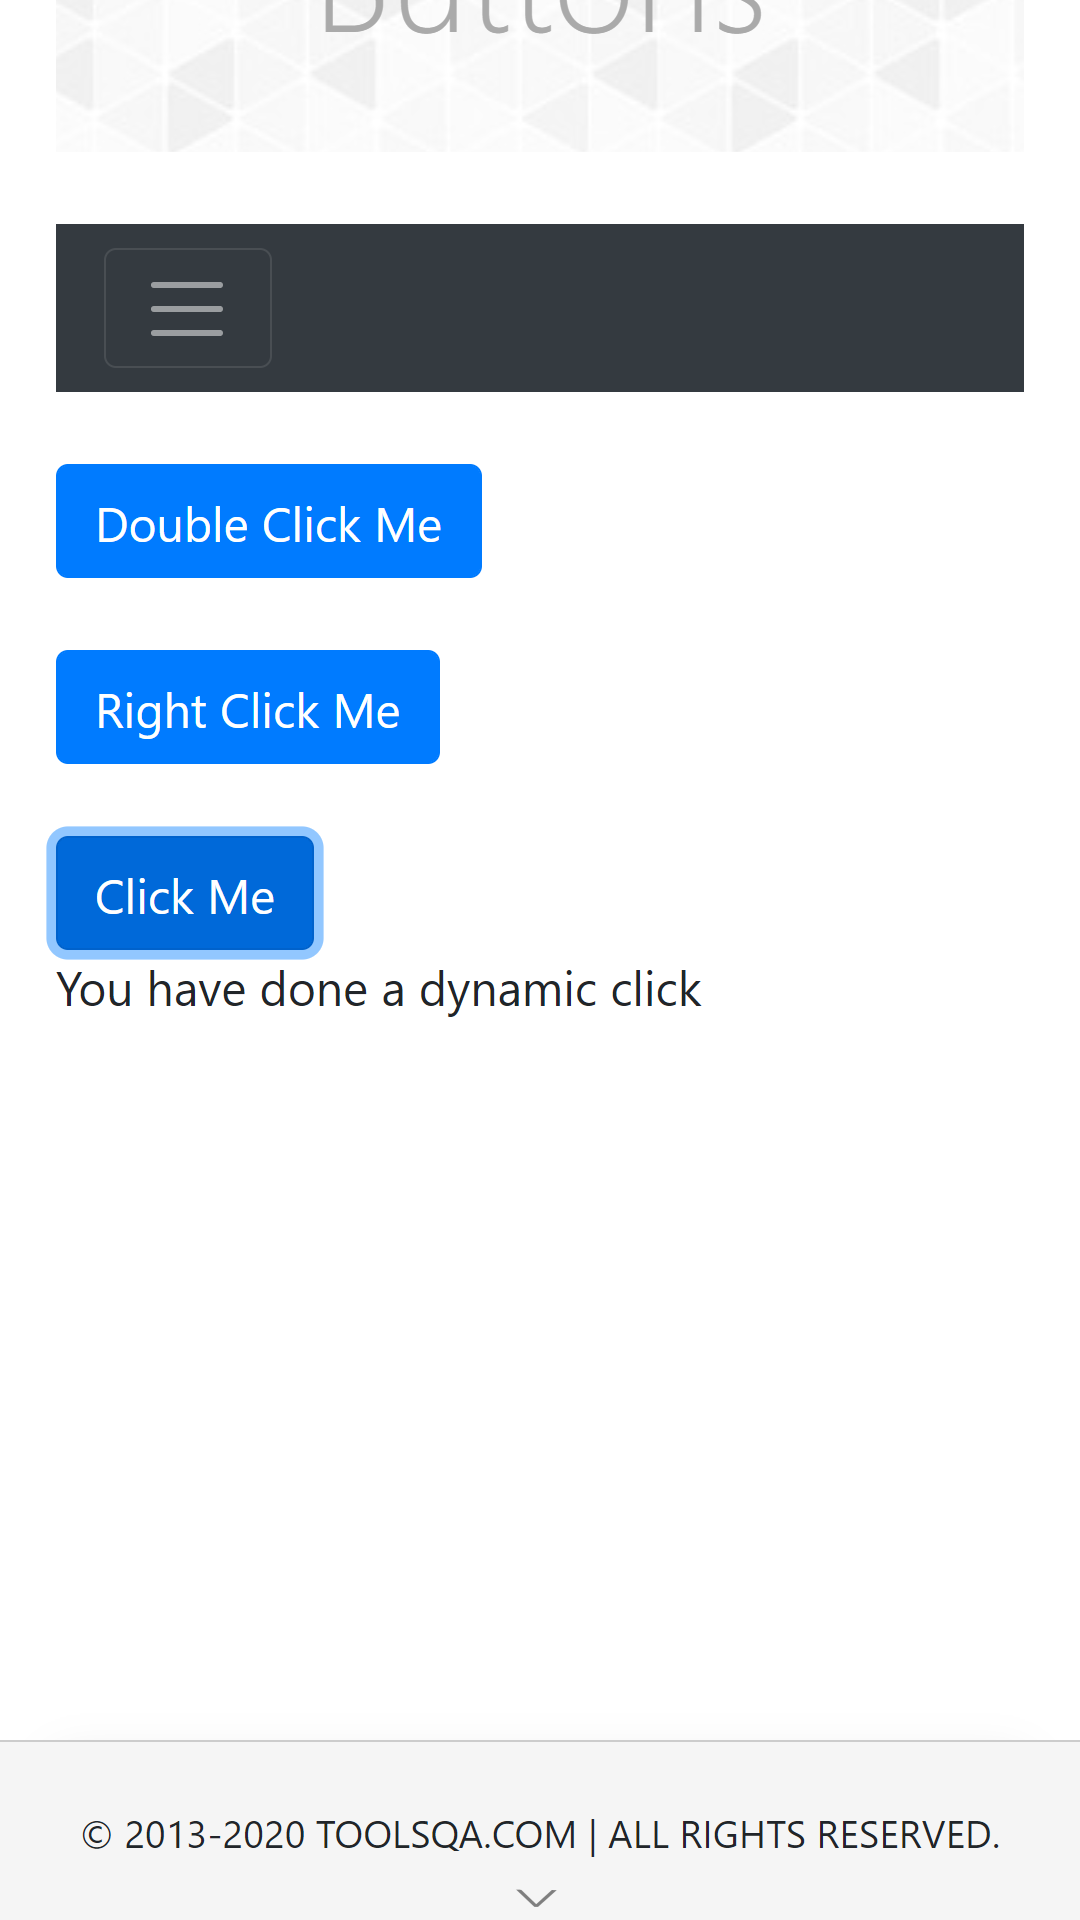 Buttons
Double Click Me
Right Click Me
Click Me
You have done a dynamic click
© 2013-2020 TOOLSQA.COM | ALL RIGHTS RESERVED.